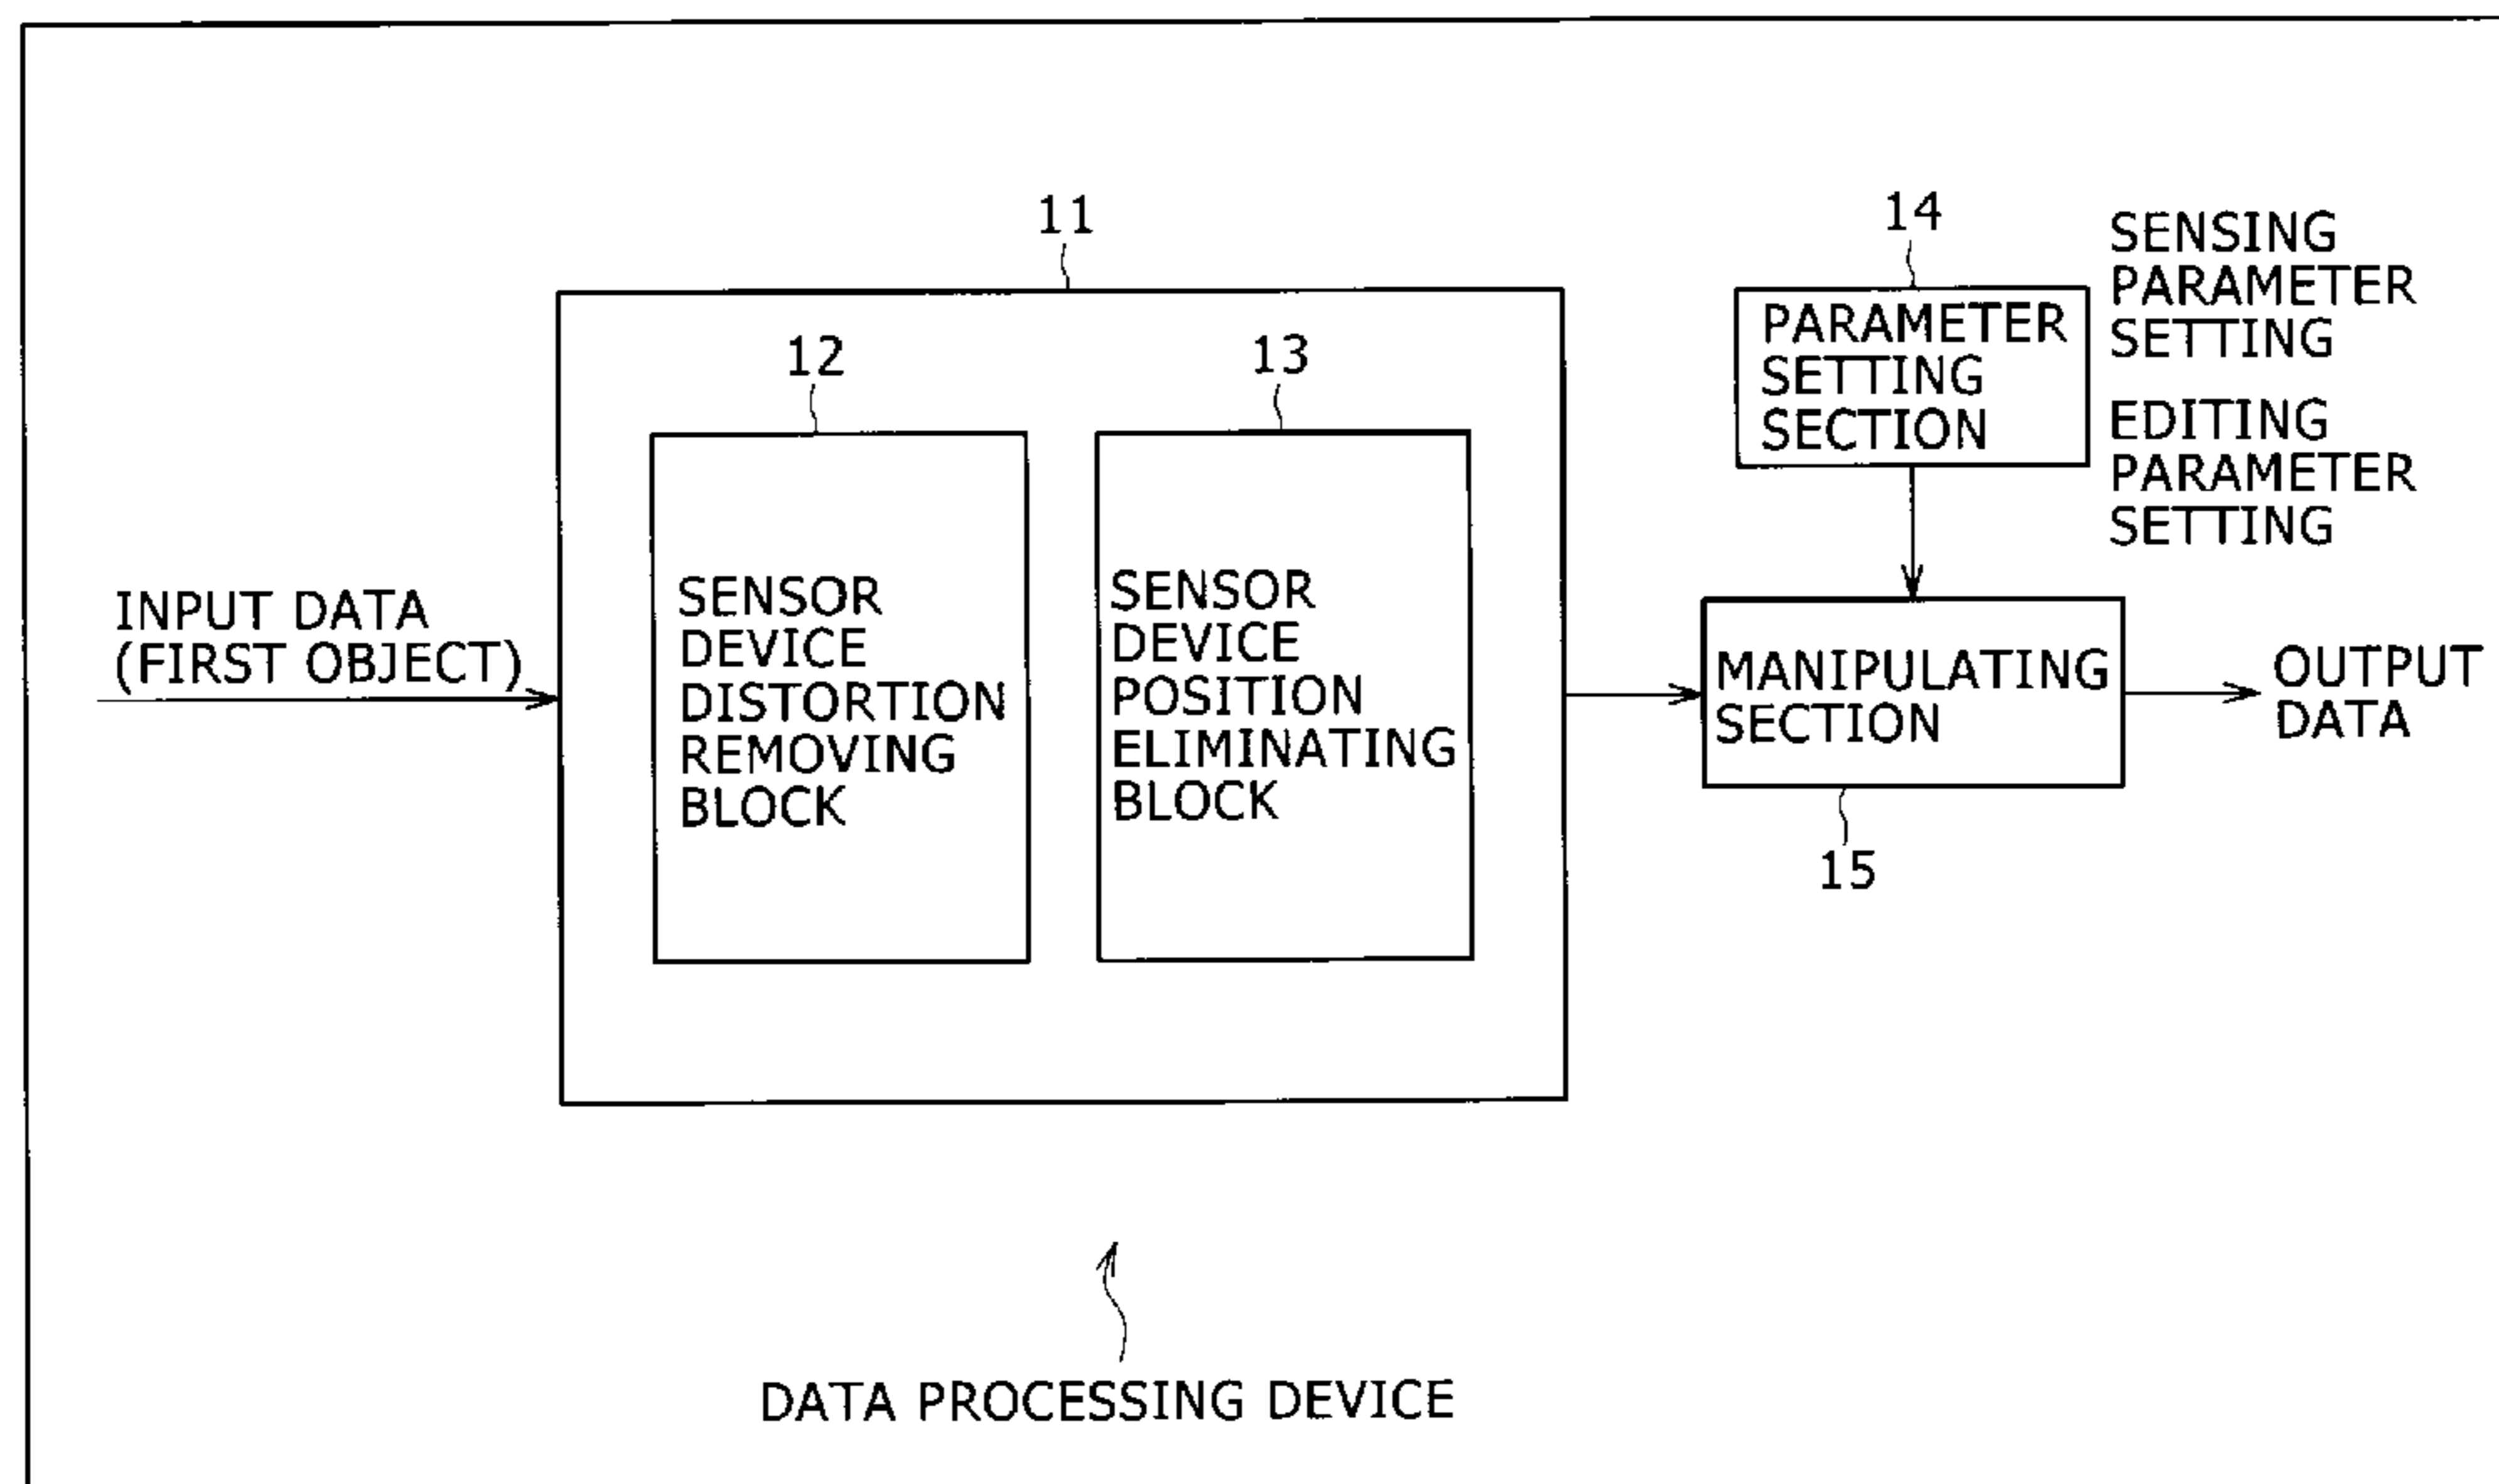 11
14
SENSING
PARAMETER
SETTING
PARAMETER
SETTING
SECTION
12
13
EDITING
PARAMETER
SETTING
INPUT DATA
(FIRST OBJECT)
SENSOR
DEVICE
DISTORTION
REMOVING
BLOCK
SENSOR
DEVICE
POSITION
ELIMINATING
BLOCK
MANIPULATING
SECTION
OUTPUT
DATA
15
DATA PROCESSING DEVICE